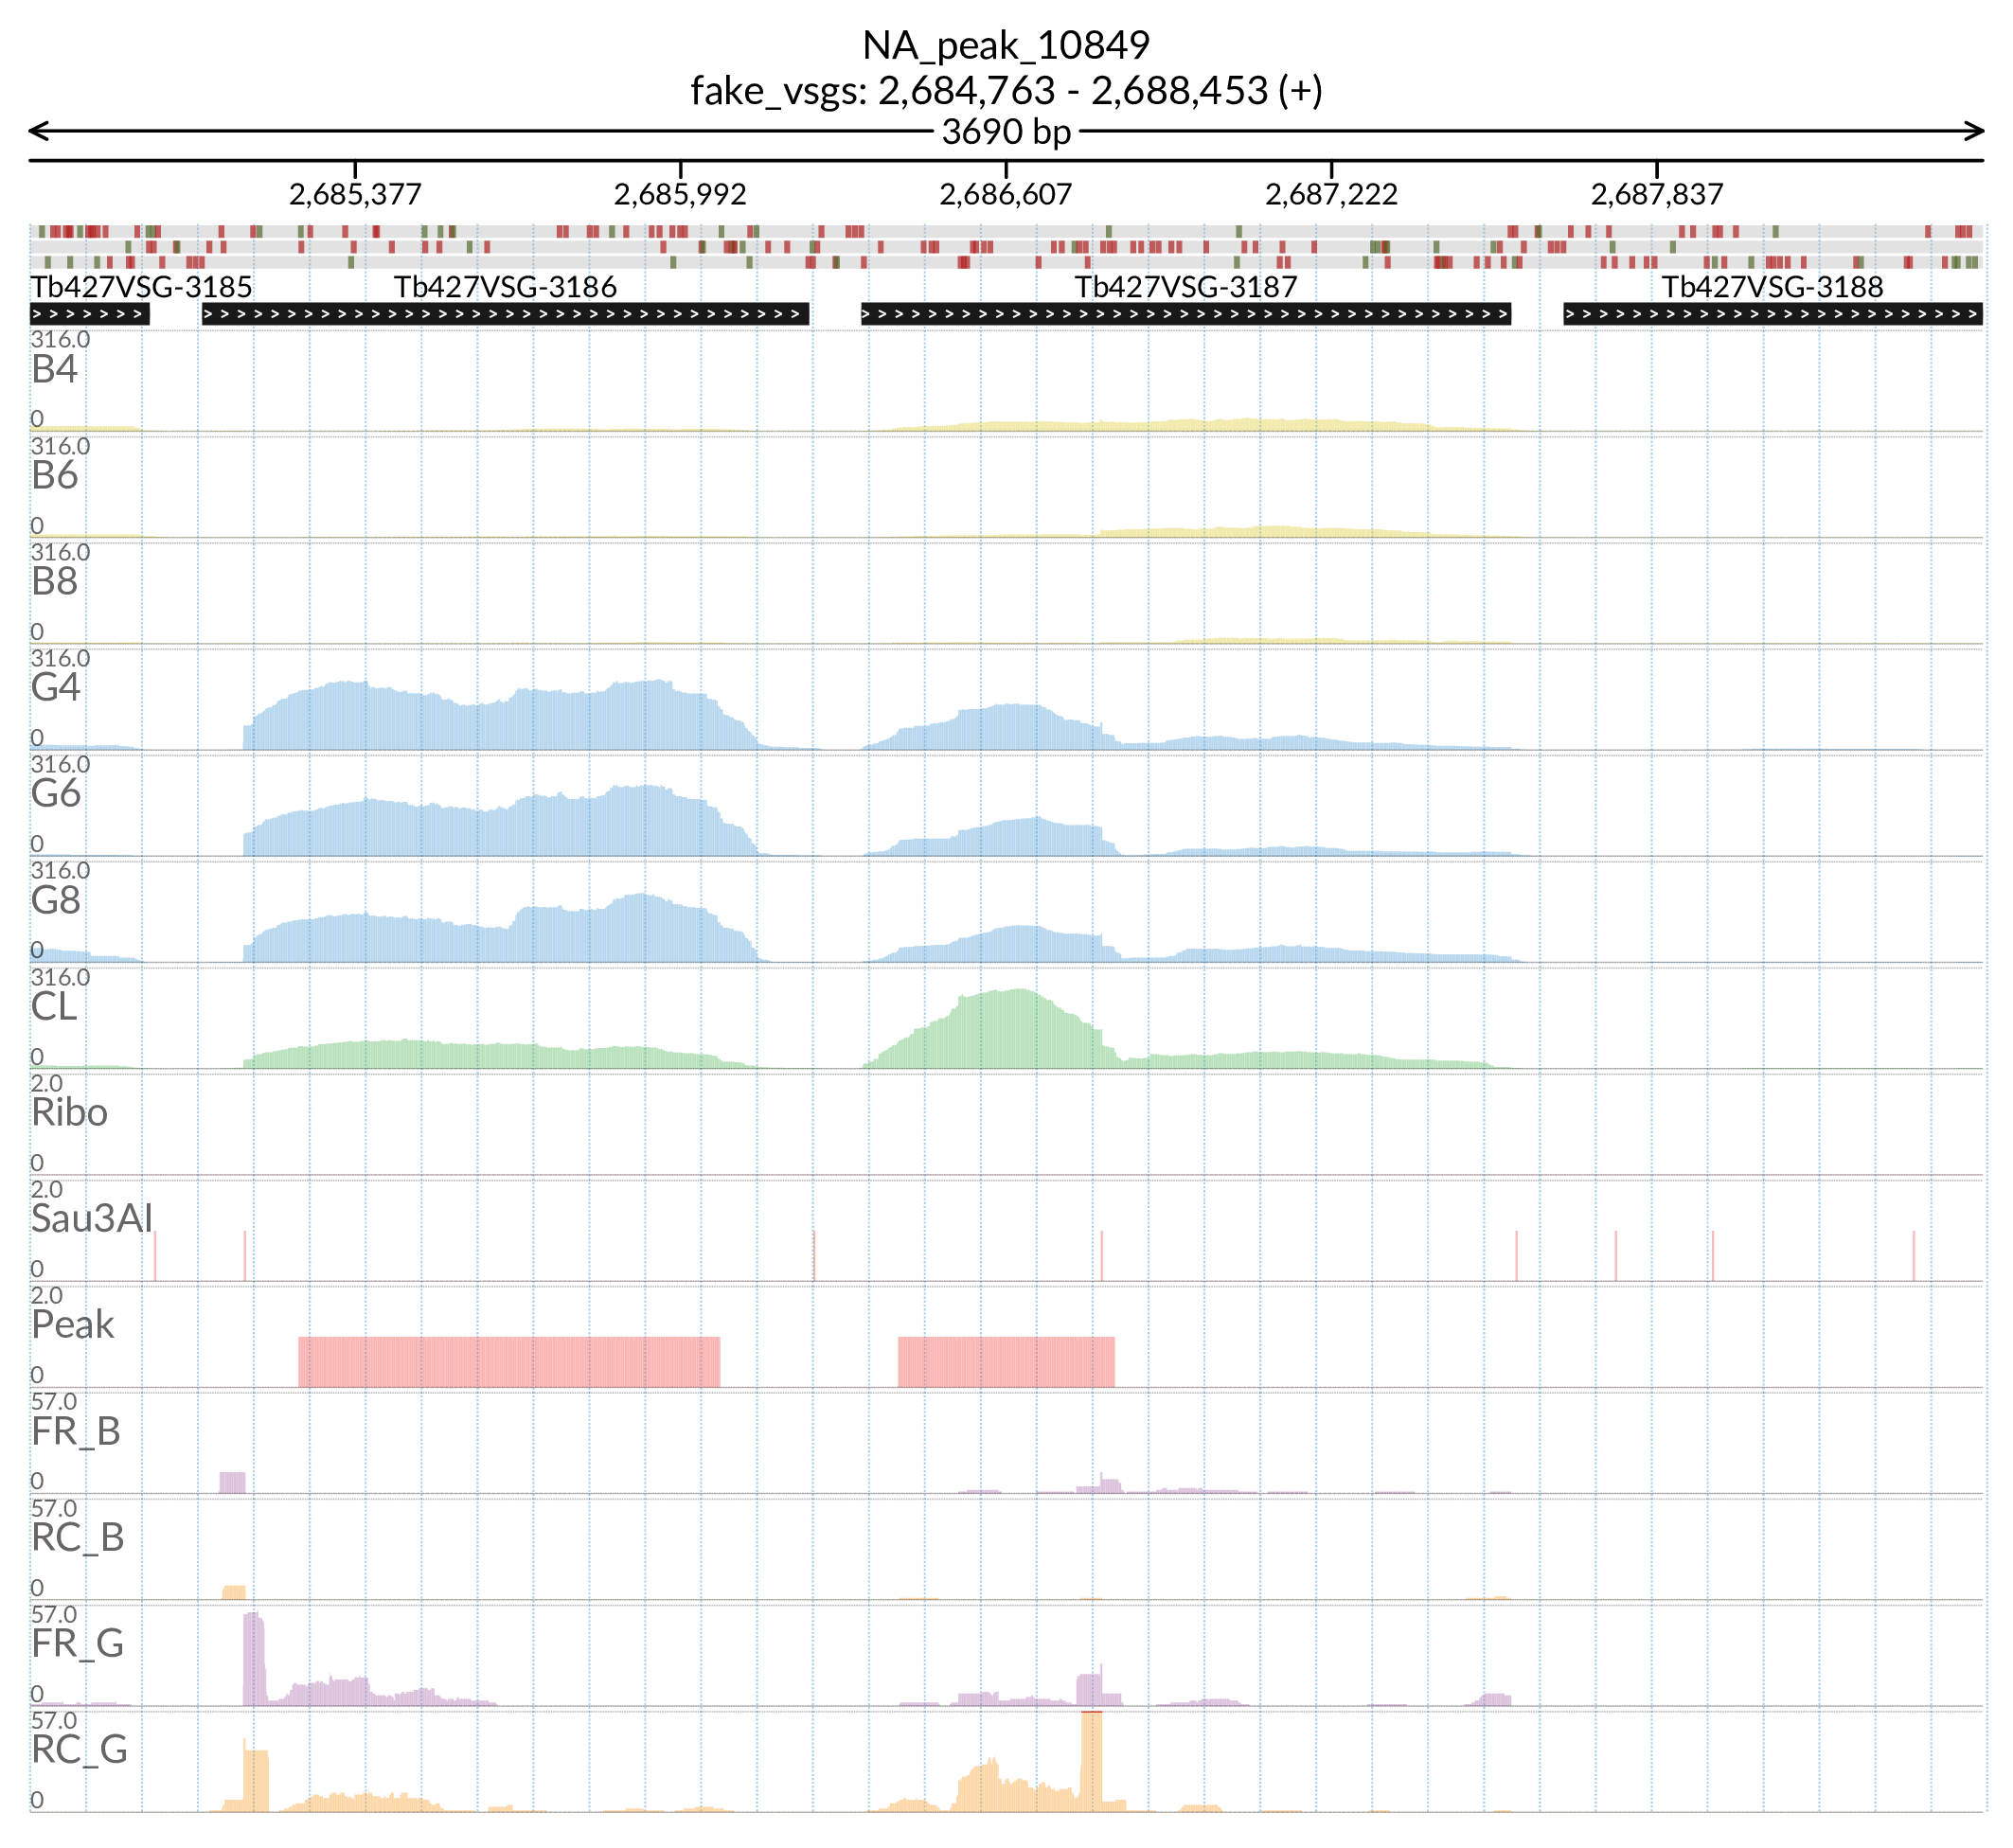 NA_peak_10849
fake_vsgs: 2,684,763 - 2,688,453 (+)
3690 bp
2,685,377 2,685,992 2,686,607 2,687,222 2,687,837
Tb427VSG-3185 Tb427VSG-3186 Tb427VSG-3187 Tb427VSG-3188
316.0
B4
0
316.0
B6
0
316.0
B8
0
316.0
G4
0
316.0
G6
0
316.0
G8
0
316.0
CL
0
2.0
Ribo
0
2.0
Sau3AI
0
2.0
Peak
0
57.0
FR_B
0
57.0
RC_B
0
57.0
FR_G
0
57.0
RC_G
0